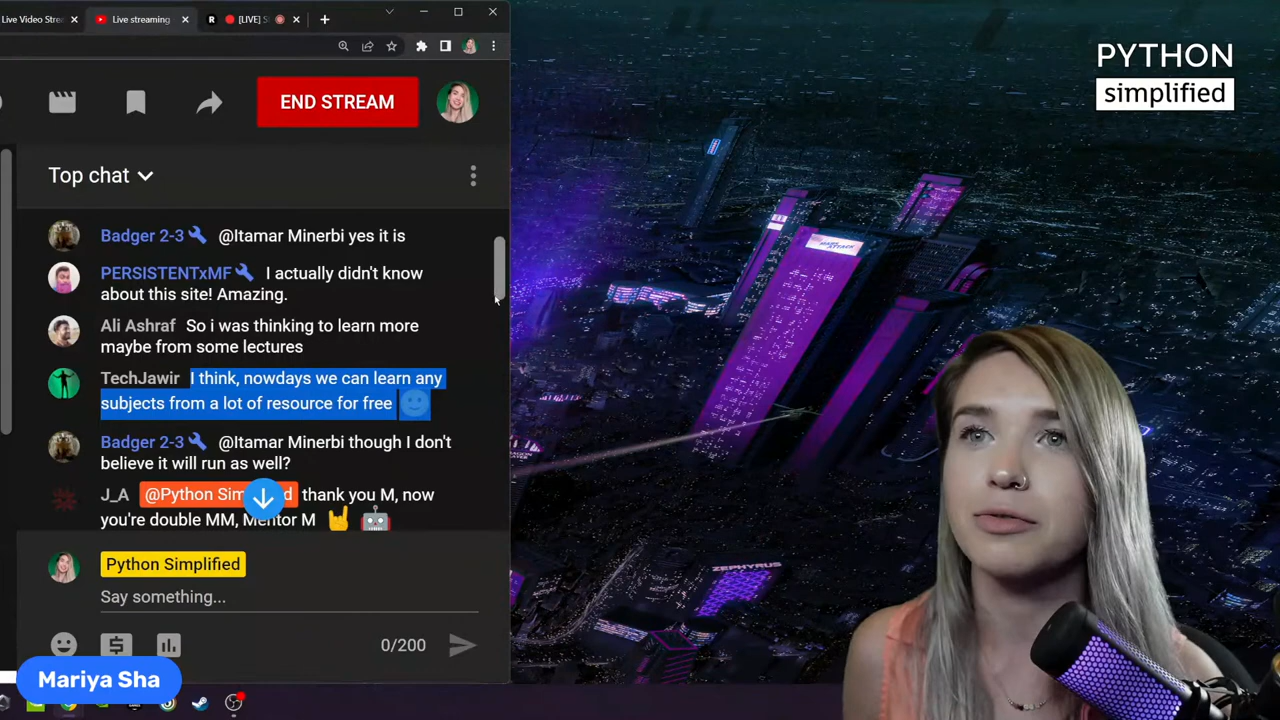 Live Video Stre
Live streaming
[LIVE] S
PYTHON
simplified
END STREAM
Top chat
Badger 2-3 @Itamar Minerbi yes it is
PERSISTENTxMF I actually didn't know
about this site! Amazing.
Ali Ashraf So i was thinking to learn more
maybe from some lectures
TechJawir I think, nowdays we can learn any
subjects from a lot of resource for free
Badger 2-3 @Itamar Minerbi though I don't
believe it will run as well?
J_A @Python Sim d thank you M, now
you're double MM, Mentor M
Python Simplified
Say something...
0/200
Mariya Sha
ZEPHYRUS